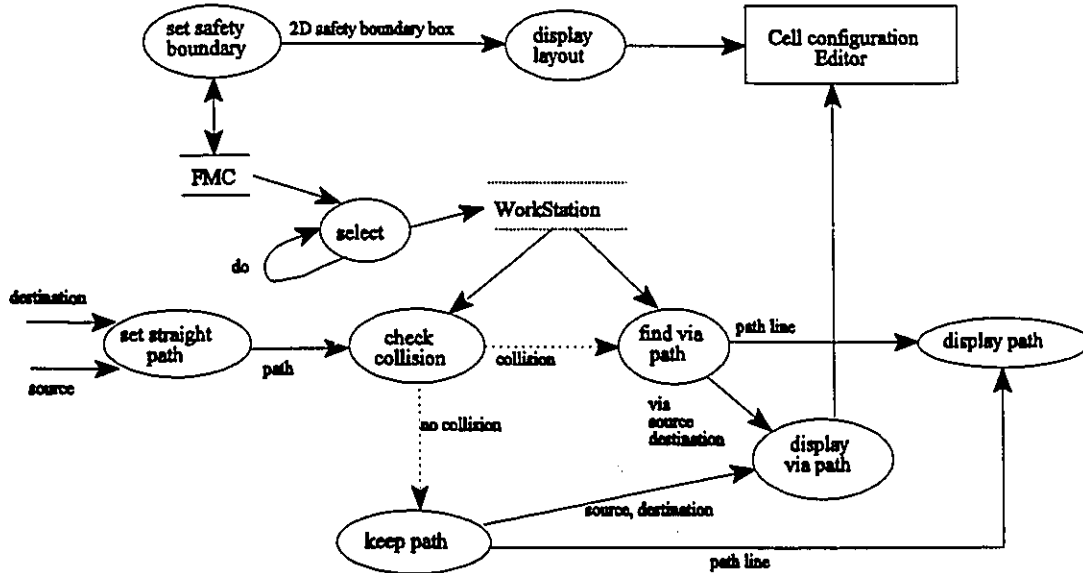 set safety
boundary
2D safety boundary box
display
layout
Cell configuration
Editor
FMC
select
WorkStation
do
destination
set straight
path
source
path
check
collision
collision
find via
path
path line
display path
no collision
via
source
destination
display
via path
source, destination
keep path
path line